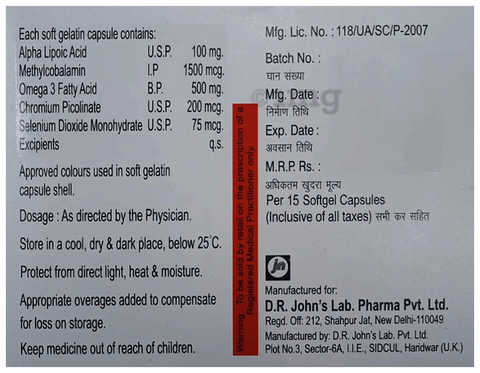 Each soft gelatin capsule contains:
Alpha Lipoic Acid U.S.P. 100 mg.
Methylcobalamin I.P 1500 mcg.
Omega 3 Fatty Acid B.P. 500 mg.
Chromium Picolinate U.S.P. 200 mcg.
Selenium Dioxide Monohydrate U.S.P. 75 mcg.
Excipients q.s.
Approved colours used in soft gelatin
capsule shell.
Dosage : As directed by the Physician.
Store in a cool, dry & dark place, below 25°C.
Protect from direct light, heat & moisture.
Appropriate overages added to compensate
for loss on storage.
Keep medicine out of reach of children.
Warning : To be sold by retail on the prescription of a
Registered Medical Practitioner only.
Mfg. Lic. No. : 118/UA/SC/P-2007
Batch No. :
घान संख्या
Mfg. Date :
निर्माण तिथि
Exp. Date :
अवसान तिथि
M.R.P. Rs. :
अधिकतम खुदरा मूल्य
Per 15 Softgel Capsules
(Inclusive of all taxes) सभी कर सहित
jn
Manufactured for:
D.R. John's Lab. Pharma Pvt. Ltd.
Regd. Off: 212, Shahpur Jat, New Delhi-110049
Manufactured by: D.R. John's Lab. Pvt. Ltd.
Plot No.3, Sector-6A, I.I.E., SIDCUL, Haridwar (U.K.)